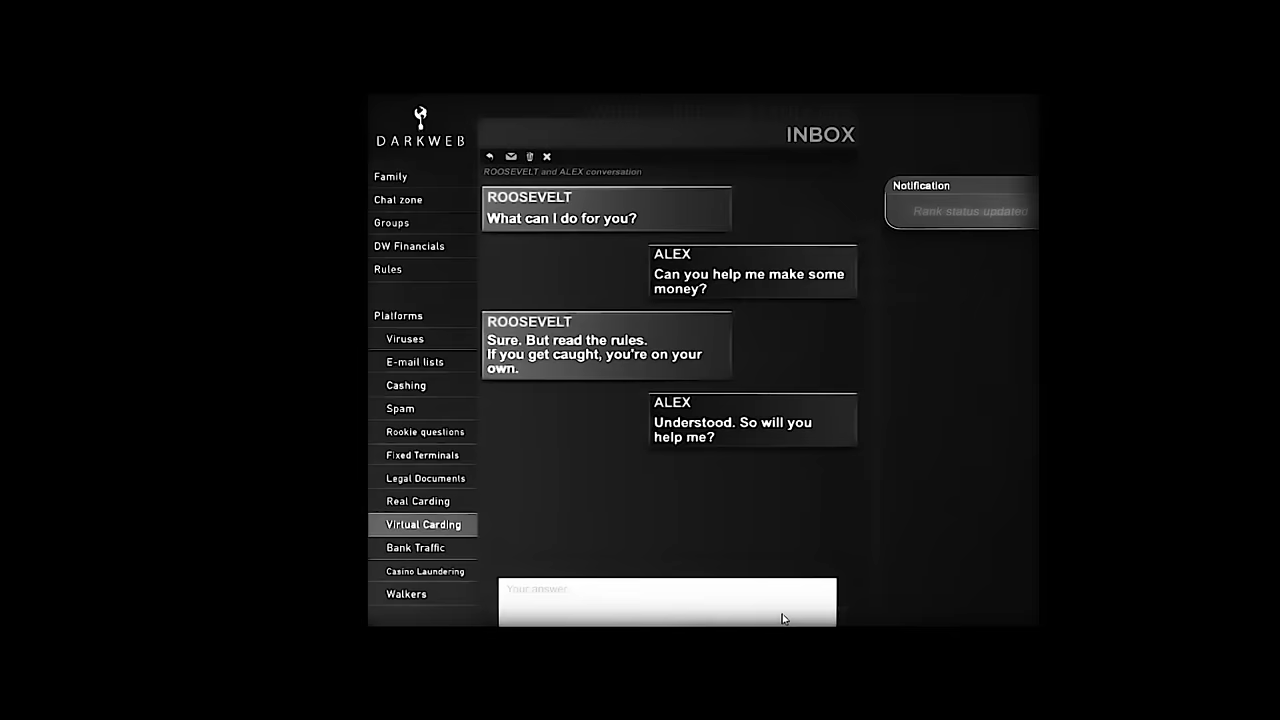 DARKWEB
Family
Chal zone
Groups
DW Financials
Rules
Platforms
Viruses
E-mail lists
Cashing
Spam
Rookie questions
Fixed Terminals
Legal Documents
Real Carding
Virtual Carding
Bank Traffic
Casino Laundering
Walkers
INBOX
ROOSEVELT and ALEX conversation
ROOSEVELT
What can I do for you?
ALEX
Can you help me make some
money?
ROOSEVELT
Sure. But read the rules.
If you get caught, you're on your
own.
ALEX
Understood. So will you
help me?
Your answer
Notification
Rank status updated